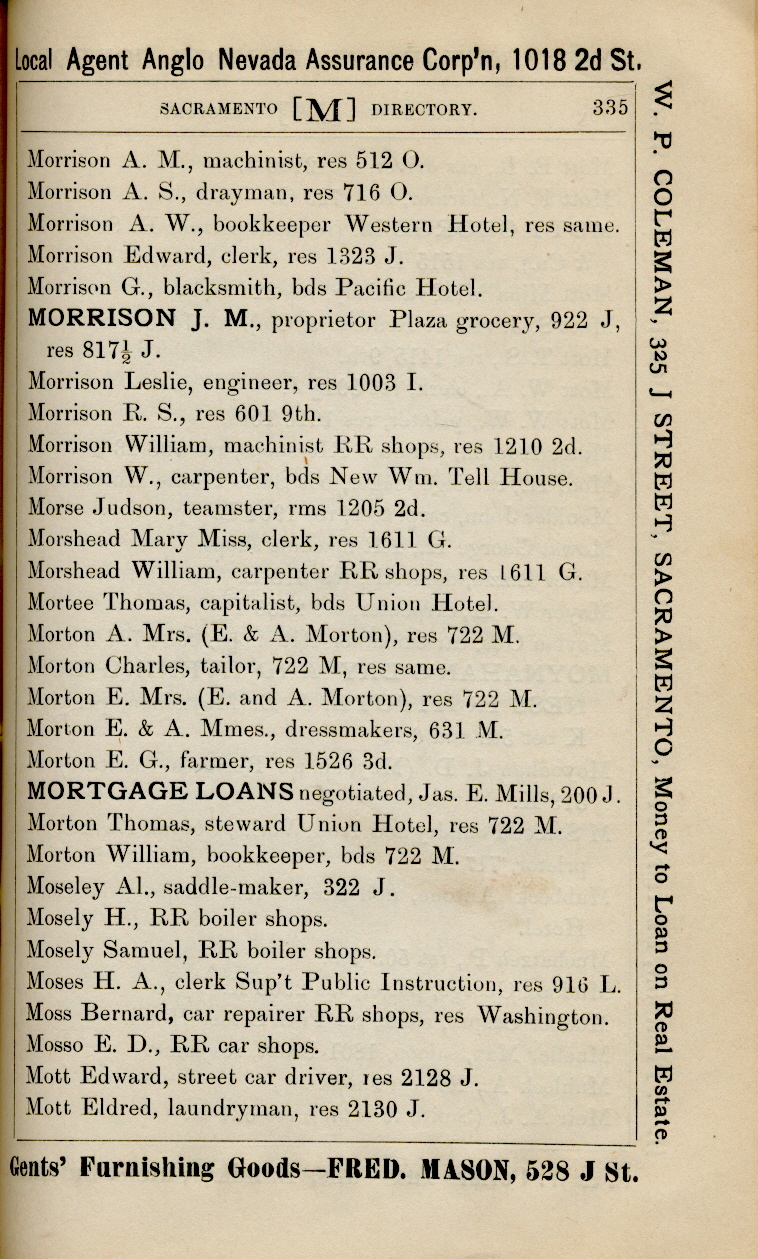 Local Agent Anglo Nevada Assurance Corp'n, 1018 2d St.
SACRAMENTO [M] DIRECTORY. 335
Morrison A. M., machinist, res 512 O.
Morrison A. S., drayman, res 716 O.
Morrison A. W., bookkeeper Western Hotel, res same.
Morrison Edward, clerk, res 1323 J.
Morrison G., blacksmith, bds Pacific Hotel.
MORRISON J. M., proprietor Plaza grocery, 922 J,
res 817½ J.
Morrison Leslie, engineer, res 1003 I.
Morrison R. S., res 601 9th.
Morrison William, machinist RR shops, res 1210 2d.
Morrison W., carpenter, bds New Wm. Tell House.
Morse Judson, teamster, rms 1205 2d.
Morshead Mary Miss, clerk, res 1611 G.
Morshead William, carpenter RR shops, res 1611 G.
Mortee Thomas, capitalist, bds Union Hotel.
Morton A. Mrs. (E. & A. Morton), res 722 M.
Morton Charles, tailor, 722 M, res same.
Morton E. Mrs. (E. and A. Morton), res 722 M.
Morton E. & A. Mmes., dressmakers, 631 M.
Morton E. G., farmer, res 1526 3d.
MORTGAGE LOANS negotiated, Jas. E. Mills, 200 J.
Morton Thomas, steward Union Hotel, res 722 M.
Morton William, bookkeeper, bds 722 M.
Moseley Al., saddle-maker, 322 J.
Mosely H., RR boiler shops.
Mosely Samuel, RR boiler shops.
Moses H. A., clerk Sup't Public Instruction, res 916 L.
Moss Bernard, car repairer RR shops, res Washington.
Mosso E. D., RR car shops.
Mott Edward, street car driver, res 2128 J.
Mott Eldred, laundryman, res 2130 J.
Gents' Furnishing Goods—FRED. MASON, 528 J St.
W. P. COLEMAN, 325 J STREET, SACRAMENTO, Money to Loan on Real Estate.